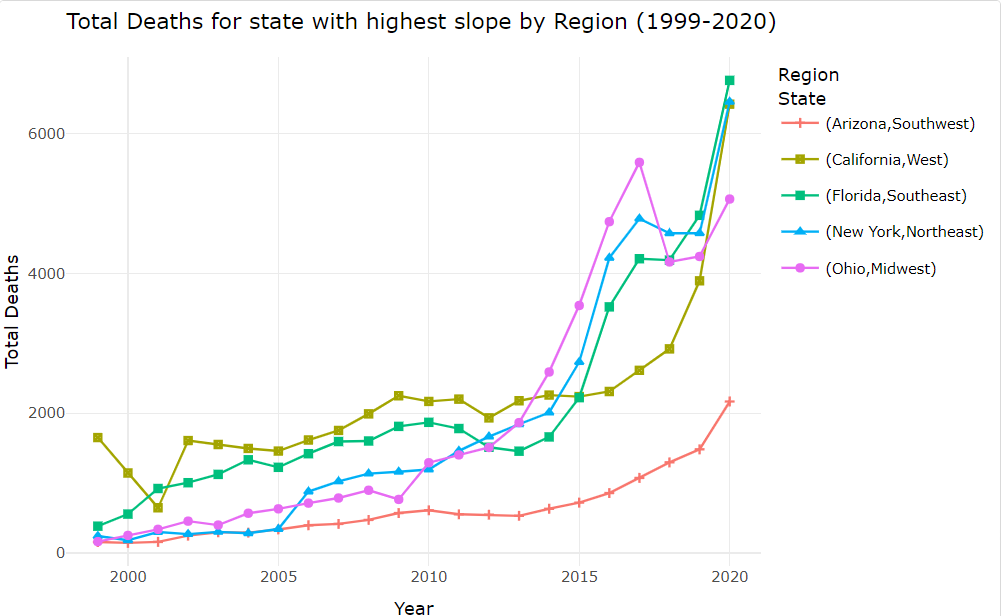 Total Deaths for state with highest slope by Region (1999-2020)
Region
State
(Arizona,Southwest)
(California,West)
(Florida,Southeast)
(New York,Northeast)
(Ohio,Midwest)
6000
4000
2000
0
Total Deaths
2000
2005
2010
2015
2020
Year